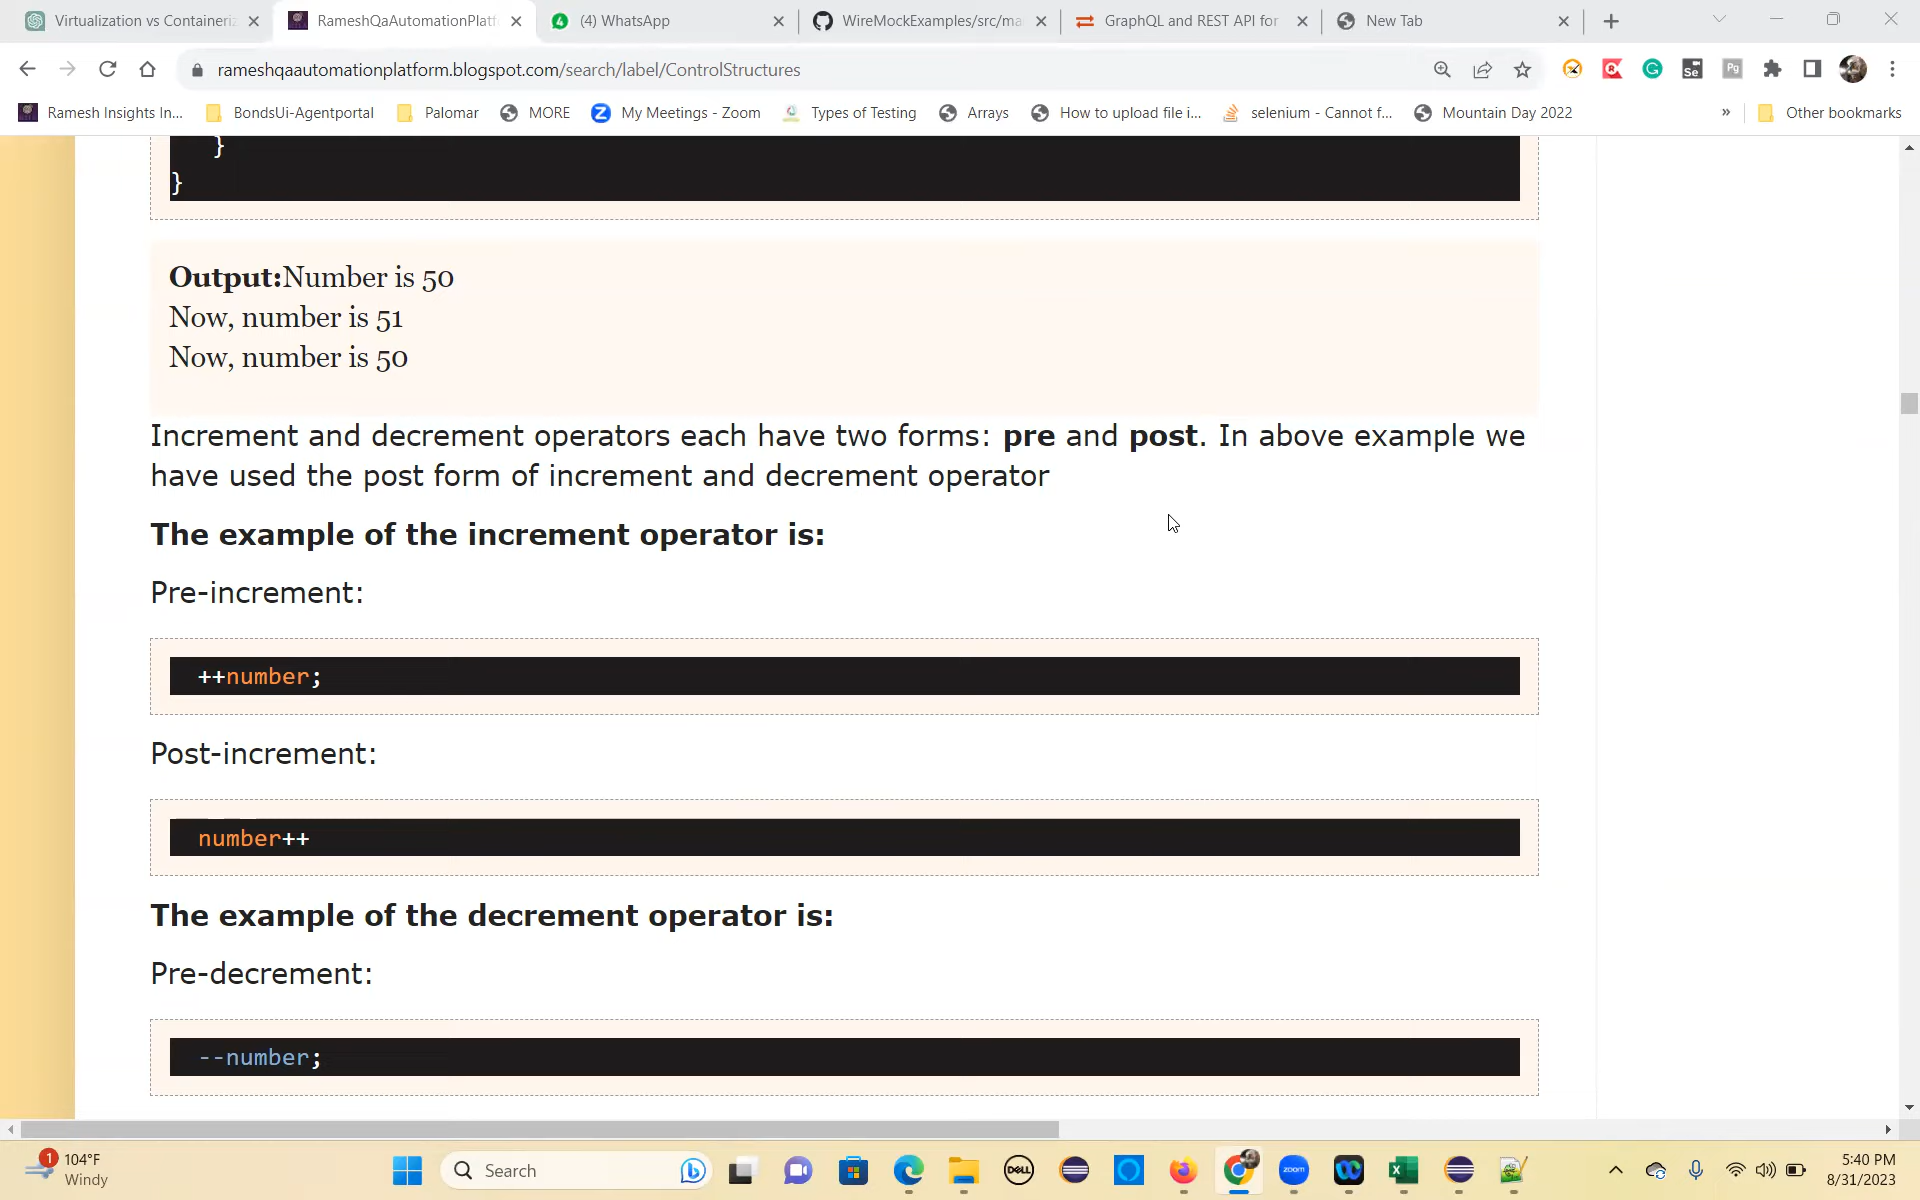 Virtualization vs Containeriz
RameshQaAutomationPlatf
(4) WhatsApp
WireMockExamples/src/ma
GraphQL and REST API for
New Tab
rameshqaautomationplatform.blogspot.com/search/label/ControlStructures
Ramesh Insights In...
BondsUi-Agentportal
Palomar
MORE
My Meetings - Zoom
Types of Testing
Arrays
How to upload file i...
selenium - Cannot f...
Mountain Day 2022
»
Other bookmarks
}
}
Output:Number is 50
Now, number is 51
Now, number is 50
Increment and decrement operators each have two forms: pre and post. In above example we
have used the post form of increment and decrement operator
The example of the increment operator is:
Pre-increment:
++number;
Post-increment:
number++
The example of the decrement operator is:
Pre-decrement:
--number;
1
104°F
Windy
Search
DELL
zoom
5:40 PM
8/31/2023